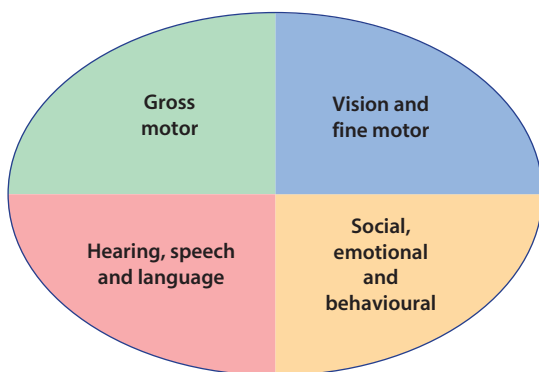 Gross
motor
Vision and
fine motor
Hearing, speech
and language
Social,
emotional
and
behavioural